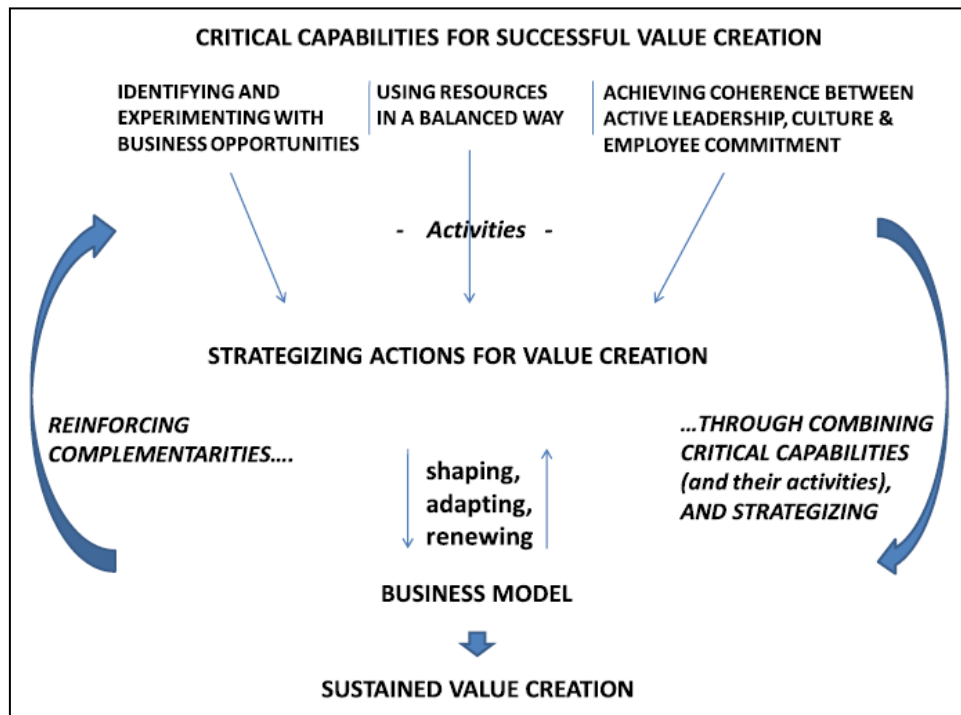 CRITICAL CAPABILITIES FOR SUCCESSFUL VALUE CREATION
IDENTIFYING AND
EXPERIMENTING WITH
BUSINESS OPPORTUNITIES
USING RESOURCES
IN A BALANCED WAY
ACHIEVING COHERENCE BETWEEN
ACTIVE LEADERSHIP, CULTURE &
EMPLOYEE COMMITMENT
- Activities -
STRATEGIZING ACTIONS FOR VALUE CREATION
REINFORCING
COMPLEMENTARITIES....
shaping,
adapting,
renewing
...THROUGH COMBINING
CRITICAL CAPABILITIES
(and their activities),
AND STRATEGIZING
BUSINESS MODEL
SUSTAINED VALUE CREATION